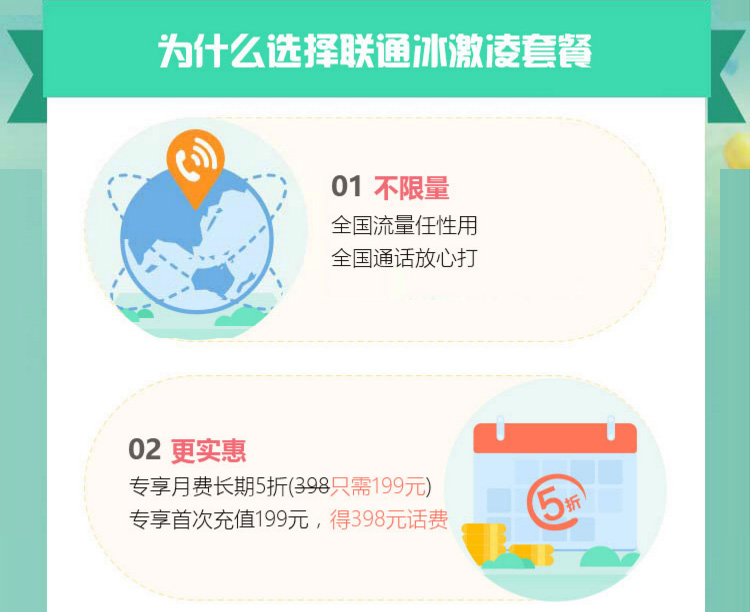 为什么选择联通冰激凌套餐
01 不限量
全国流量任性用
全国通话放心打
02 更实惠
专享月费长期5折(398只需199元)
专享首次充值199元，得398元话费
5折